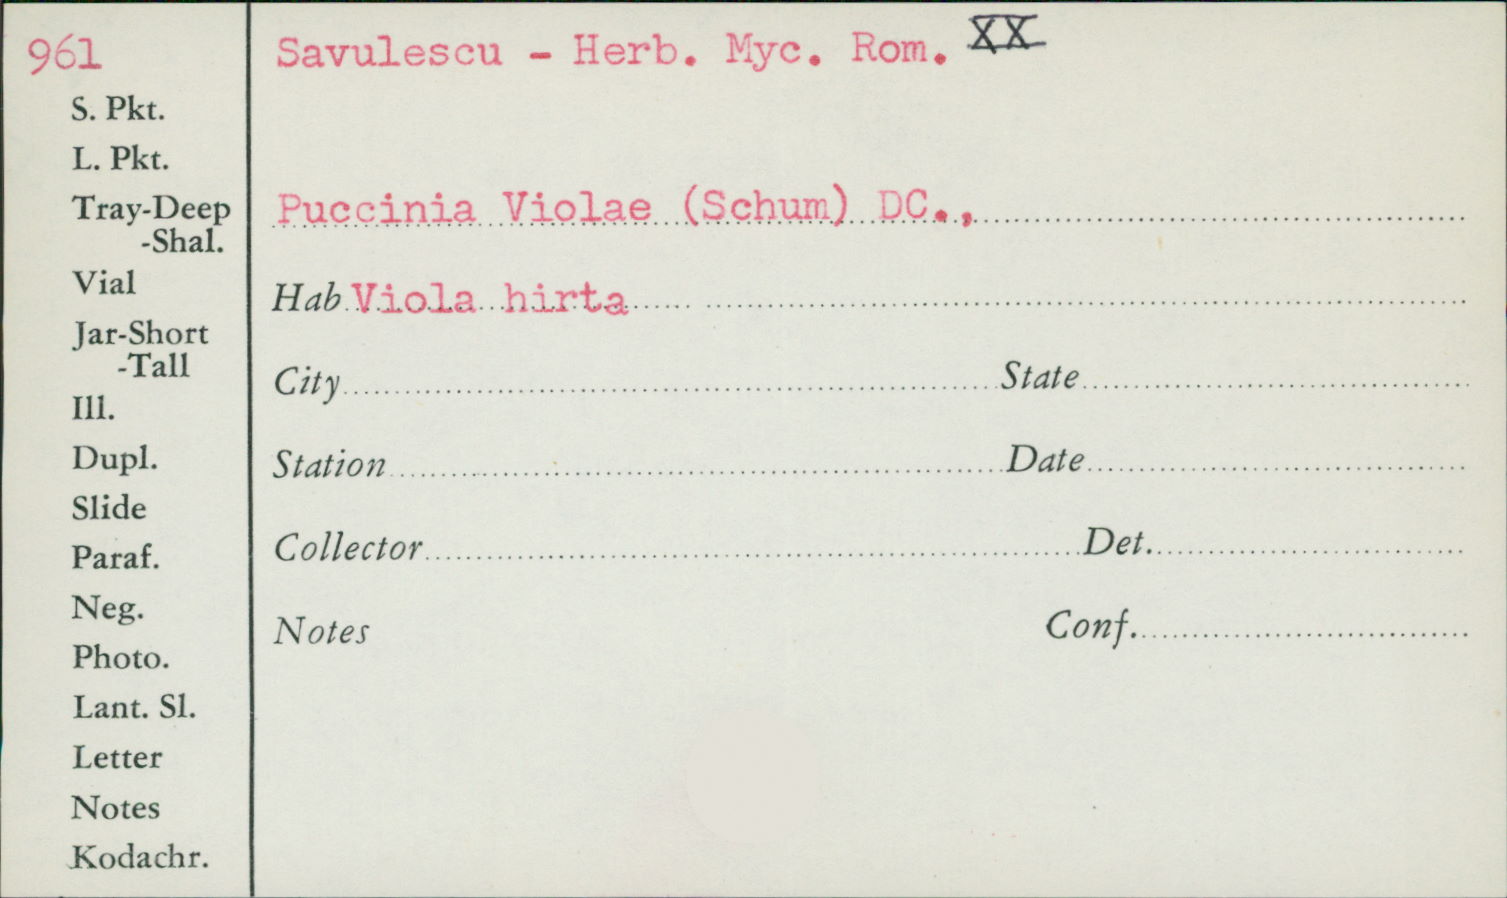 961
Savulescu - Herb. Myc. Rom. XX
S. Pkt.
L. Pkt.
Tray-Deep
-Shal.
Vial
Jar-Short
-Tall
Ill.
Dupl.
Slide
Paraf.
Neg.
Photo.
Lant. Sl.
Letter
Notes
Kodachr.
Puccinia Violae (Schum) DC.,
Hab Viola hirta
City State
Station Date
Collector Det.
Notes Conf.